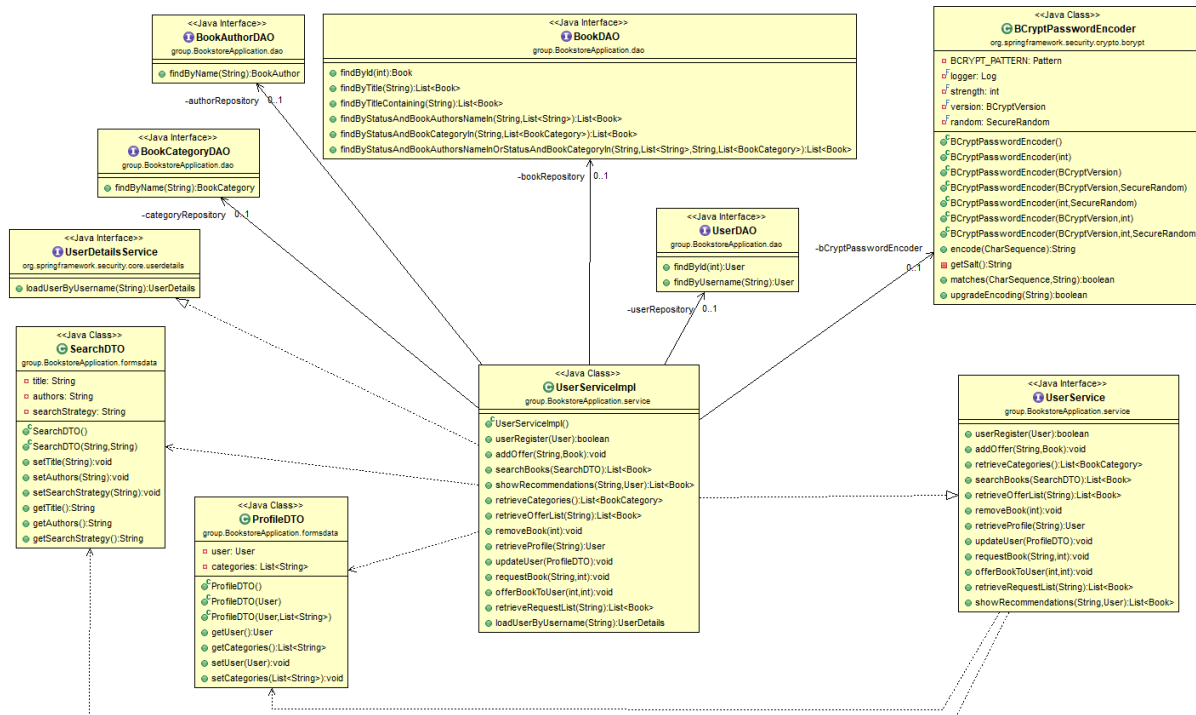 <<Java Interface>>
BookAuthorDAO
group.BookstoreApplication.dao
findByName(String):BookAuthor
-authorRepository 0..1
<<Java Interface>>
BookDAO
group.BookstoreApplication.dao
findById(int):Book
findByTitle(String):List<Book>
findByTitleContaining(String):List<Book>
findByStatusAndBookAuthorsNameIn(String,List<String>):List<Book>
findByStatusAndBookCategoryIn(String,List<BookCategory>):List<Book>
findByStatusAndBookAuthorsNameInOrStatusAndBookCategoryIn(String,List<String>,String,List<BookCategory>):List<Book>
-bookRepository 0..1
<<Java Class>>
BCryptPasswordEncoder
org.springframework.security.crypto.bcrypt
BCRYPT_PATTERN: Pattern
F logger: Log
F strength: int
F version: BCryptVersion
F random: SecureRandom
C BCryptPasswordEncoder()
C BCryptPasswordEncoder(int)
C BCryptPasswordEncoder(BCryptVersion)
C BCryptPasswordEncoder(BCryptVersion,SecureRandom)
C BCryptPasswordEncoder(int,SecureRandom)
C BCryptPasswordEncoder(BCryptVersion,int)
C BCryptPasswordEncoder(BCryptVersion,int,SecureRandom
encode(CharSequence):String
getSalt():String
matches(CharSequence,String):boolean
upgradeEncoding(String):boolean
-bCryptPasswordEncoder
0..1
<<Java Interface>>
BookCategoryDAO
group.BookstoreApplication.dao
findByName(String):BookCategory
-categoryRepository 0..1
<<Java Interface>>
UserDAO
group.BookstoreApplication.dao
findById(int):User
findByUsername(String):User
-userRepository 0..1
<<Java Interface>>
UserDetailsService
org.springframework.security.core.userdetails
loadUserByUsername(String):UserDetails
<<Java Class>>
SearchDTO
group.BookstoreApplication.formsdata
title: String
authors: String
searchStrategy: String
C SearchDTO()
C SearchDTO(String,String)
setTitle(String):void
setAuthors(String):void
setSearchStrategy(String):void
getTitle():String
getAuthors():String
getSearchStrategy():String
<<Java Class>>
UserServiceImpl
group.BookstoreApplication.service
C UserServiceImpl()
userRegister(User):boolean
addOffer(String,Book):void
searchBooks(SearchDTO):List<Book>
showRecommendations(String,User):List<Book>
retrieveCategories():List<BookCategory>
retrieveOfferList(String):List<Book>
removeBook(int):void
retrieveProfile(String):User
updateUser(ProfileDTO):void
requestBook(String,int):void
offerBookToUser(int,int):void
retrieveRequestList(String):List<Book>
loadUserByUsername(String):UserDetails
<<Java Interface>>
UserService
group.BookstoreApplication.service
userRegister(User):boolean
addOffer(String,Book):void
retrieveCategories():List<BookCategory>
searchBooks(SearchDTO):List<Book>
retrieveOfferList(String):List<Book>
removeBook(int):void
retrieveProfile(String):User
updateUser(ProfileDTO):void
requestBook(String,int):void
offerBookToUser(int,int):void
retrieveRequestList(String):List<Book>
showRecommendations(String,User):List<Book>
<<Java Class>>
ProfileDTO
group.BookstoreApplication.formsdata
user: User
categories: List<String>
C ProfileDTO()
C ProfileDTO(User)
C ProfileDTO(User,List<String>)
getUser():User
getCategories():List<String>
setUser(User):void
setCategories(List<String>):void